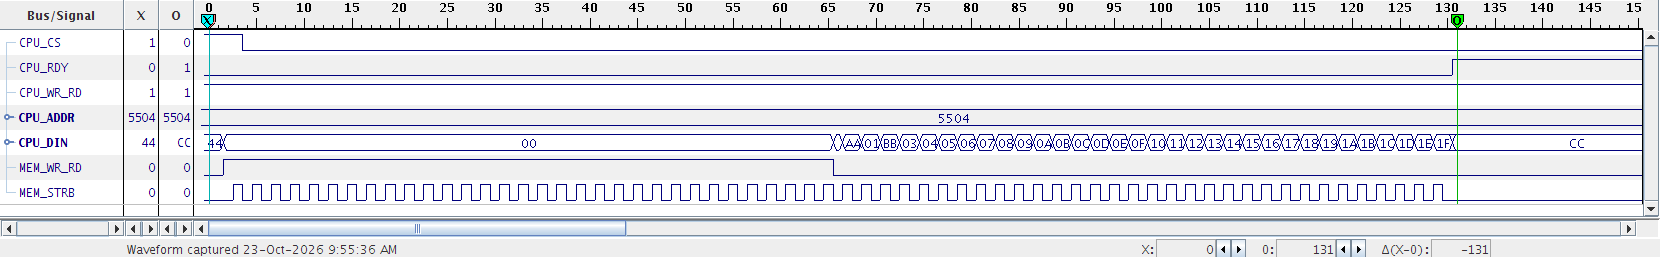 Bus/Signal X O 0 5 10 15 20 25 30 35 40 45 50 55 60 65 70 75 80 85 90 95 100 105 110 115 120 125 130 135 140 145 15
X O
CPU_CS 1 0
CPU_RDY 0 1
CPU_WR_RD 1 1
CPU_ADDR 5504 5504 5504
CPU_DIN 44 CC 44 00 AA 01 BB 03 04 05 06 07 08 09 0A 0B 0C 0D 0E 0F 10 11 12 13 14 15 16 17 18 19 1A 1B 1C 1D 1E 1F CC
MEM_WR_RD 0 0
MEM_STRB 0 0
Waveform captured 23-Oct-2026 9:55:36 AM X: 0 O: 131 Δ(X-O): -131